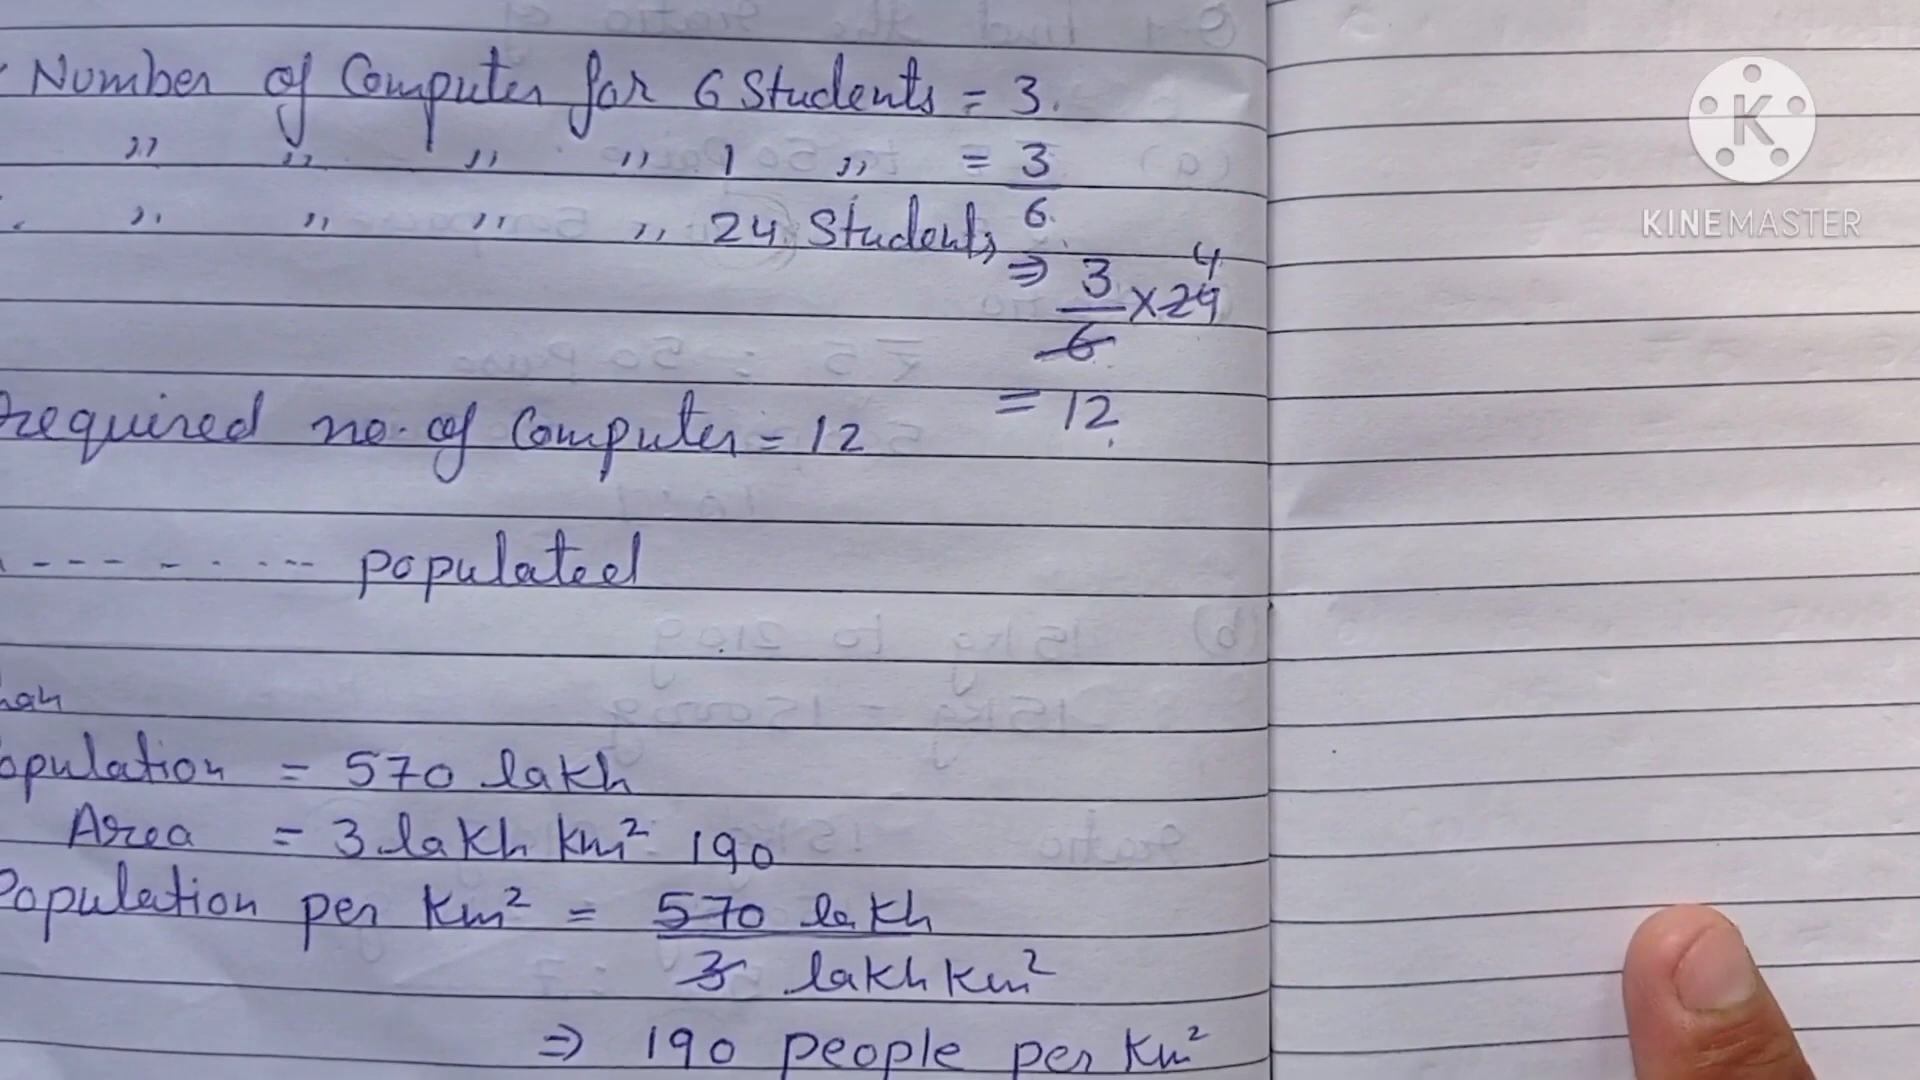 Number of Computer for 6 Students = 3.
,, ,, ,, ,, 1 ,, = 3/6
,, ,, ,, ,, 24 Students
⇒ 3/6 × 24 4
= 12.
required no. of Computer = 12
-------- populated
opulation = 570 lakh
Area = 3 lakh km² 190
Population per km² = 570 lakh
3 lakh km²
⇒ 190 people per km²
K
KINEMASTER